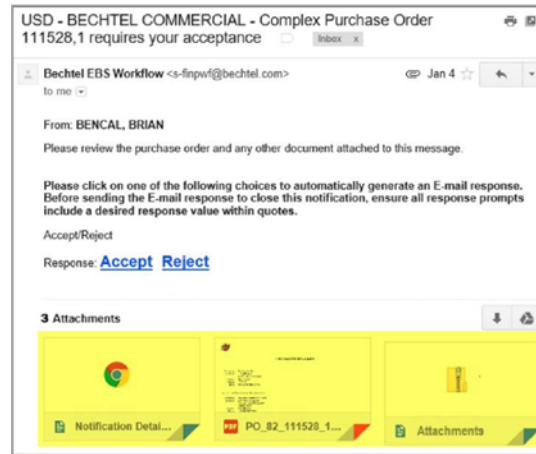 USD - BECHTEL COMMERCIAL - Complex Purchase Order
111528,1 requires your acceptance
Inbox x
Bechtel EBS Workflow <s-finpwf@bechtel.com>
Jan 4
to me
From: BENCAL, BRIAN
Please review the purchase order and any other document attached to this message.
Please click on one of the following choices to automatically generate an E-mail response.
Before sending the E-mail response to close this notification, ensure all response prompts
include a desired response value within quotes.
Accept/Reject
Response: Accept Reject
3 Attachments
Notification Detai...
PDF PO_82_111528_1...
Attachments